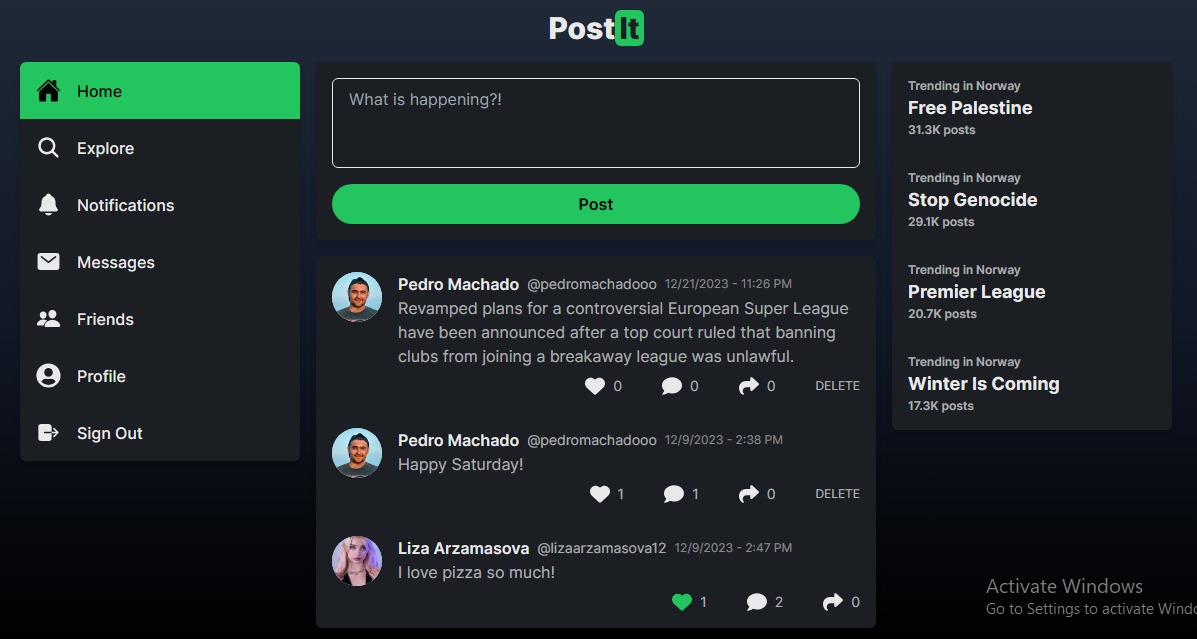 PostIt
Home
Explore
Notifications
Messages
Friends
Profile
Sign Out
What is happening?!
Post
Pedro Machado @pedromachadooo 12/21/2023 - 11:26 PM
Revamped plans for a controversial European Super League
have been announced after a top court ruled that banning
clubs from joining a breakaway league was unlawful.
0 0 0 DELETE
Pedro Machado @pedromachadooo 12/9/2023 - 2:38 PM
Happy Saturday!
1 1 0 DELETE
Liza Arzamasova @lizaarzamasova12 12/9/2023 - 2:47 PM
I love pizza so much!
1 2 0
Trending in Norway
Free Palestine
31.3K posts
Trending in Norway
Stop Genocide
29.1K posts
Trending in Norway
Premier League
20.7K posts
Trending in Norway
Winter Is Coming
17.3K posts
Activate Windows
Go to Settings to activate Windo